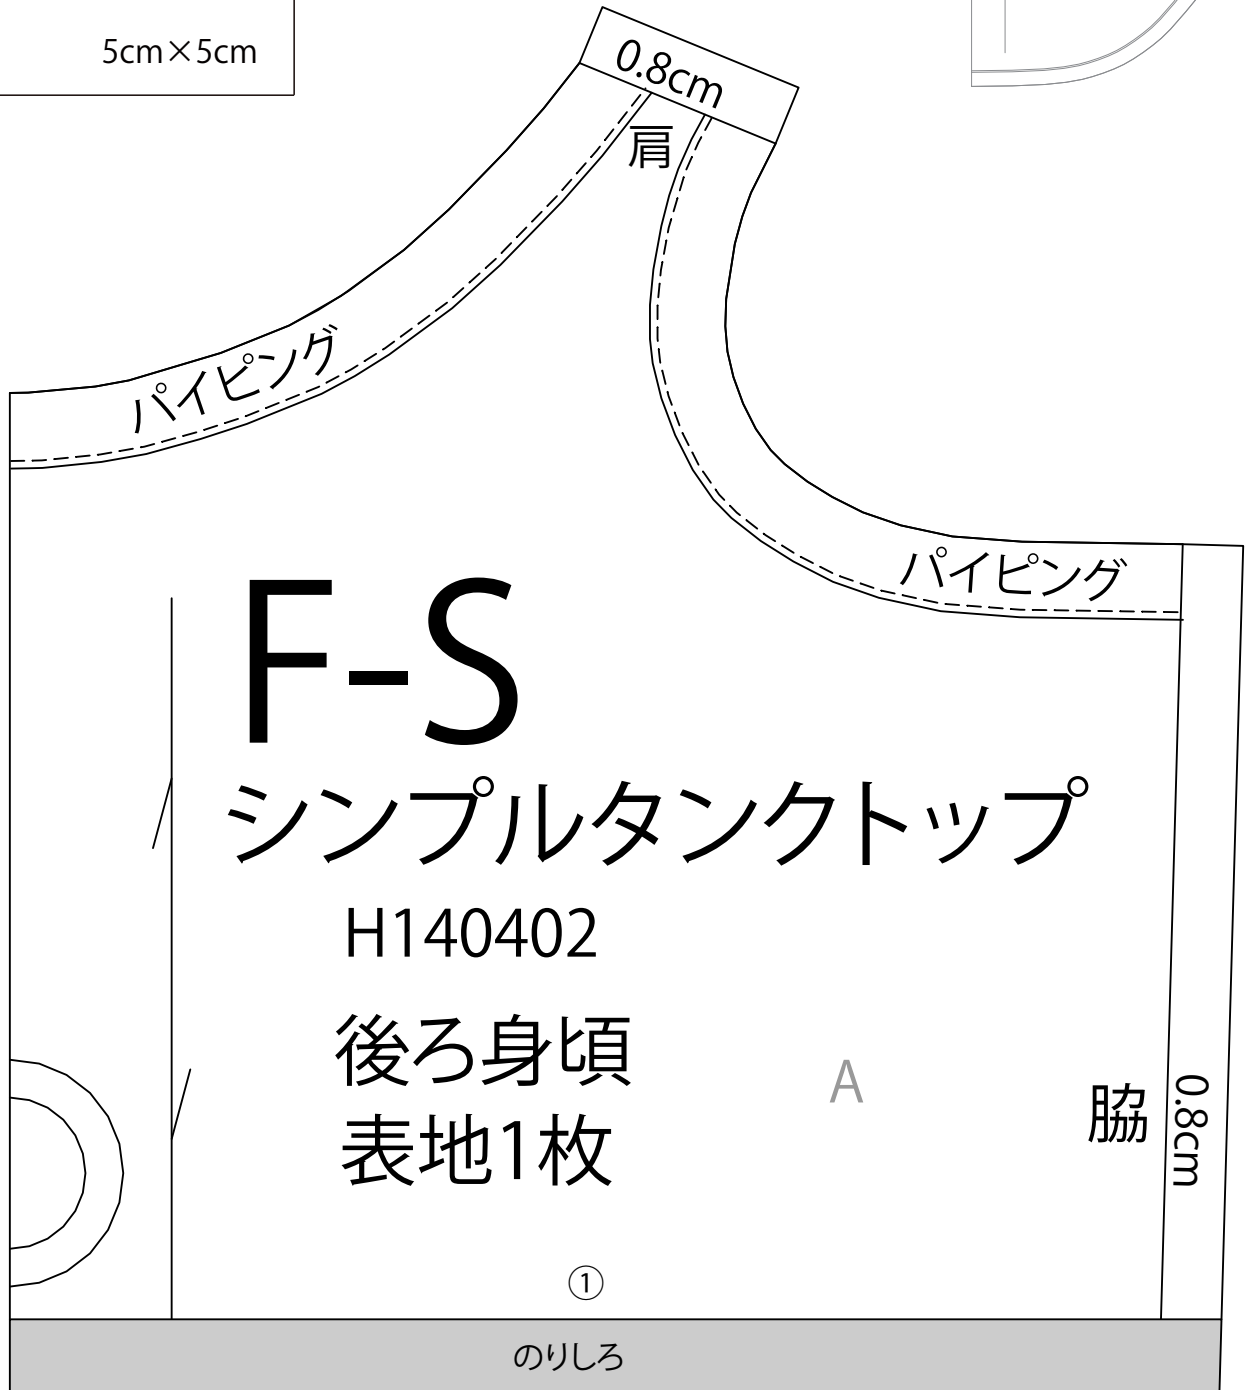 5cm×5cm
0.8cm
肩
パイピング
パイピング
F-S
シンプルタンクトップ
H140402
後ろ身頃
表地1枚
A
脇
0.8cm
①
のりしろ